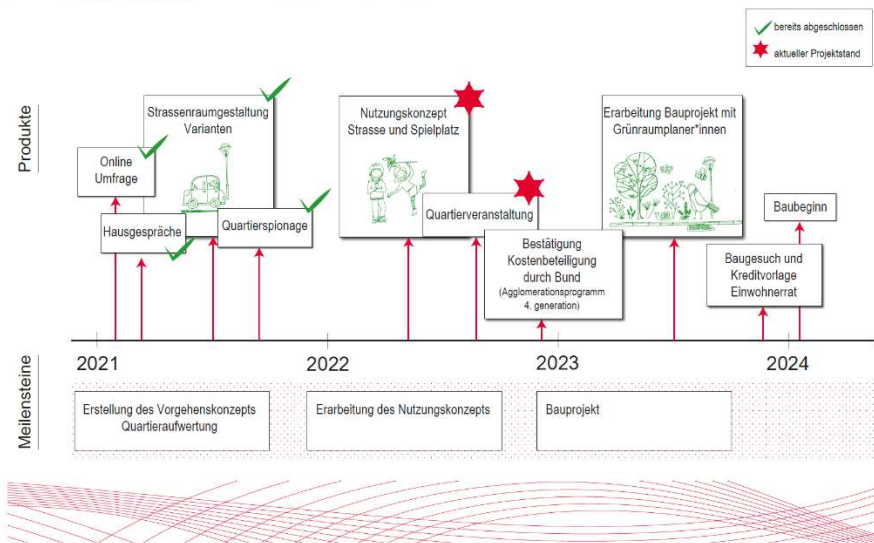 bereits abgeschlossen
aktueller Projektstand
Produkte
Strassenraumgestaltung
Varianten
Online
Umfrage
Hausgespräche
Quartierspionage
Nutzungskonzept
Strasse und Spielplatz
Quartierveranstaltung
Bestätigung
Kostenbeteiligung
durch Bund
(Agglomerationsprogramm
4. generation)
Erarbeitung Bauprojekt mit
Grünraumplaner*innen
Baubeginn
Baugesuch und
Kreditvorlage
Einwohnerrat
2021
2022
2023
2024
Meilensteine
Erstellung des Vorgehenskonzepts
Quartieraufwertung
Erarbeitung des Nutzungskonzepts
Bauprojekt